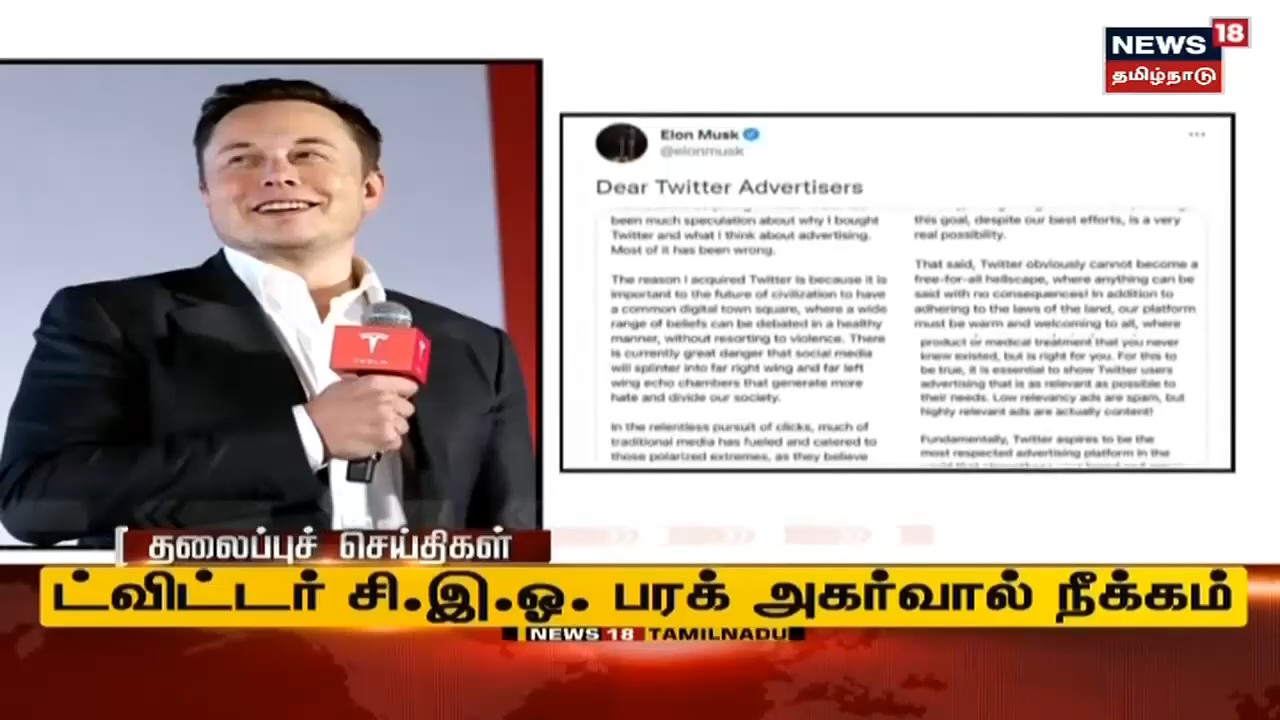 NEWS 18
தமிழ்நாடு
Elon Musk
@elonmusk
Dear Twitter Advertisers
been much speculation about why I bought
Twitter and what I think about advertising.
Most of it has been wrong.
The reason I acquired Twitter is because it is
important to the future of civilization to have
a common digital town square, where a wide
range of beliefs can be debated in a healthy
manner, without resorting to violence. There
is currently great danger that social media
will splinter into far right wing and far left
wing echo chambers that generate more
hate and divide our society.
In the relentless pursuit of clicks, much of
traditional media has fueled and catered to
those polarized extremes, as they believe
this goal, despite our best efforts, is a very
real possibility.
That said, Twitter obviously cannot become a
free-for-all hellscape, where anything can be
said with no consequences! In addition to
adhering to the laws of the land, our platform
must be warm and welcoming to all, where
product or medical treatment that you never
knew existed, but is right for you. For this to
be true, it is essential to show Twitter users
advertising that is as relevant as possible to
their needs. Low relevancy ads are spam, but
highly relevant ads are actually content!
Fundamentally, Twitter aspires to be the
most respected advertising platform in the
TESLA
தலைப்புச் செய்திகள்
ட்விட்டர் சி.இ.ஓ. பரக் அகர்வால் நீக்கம்
NEWS 18 TAMILNADU